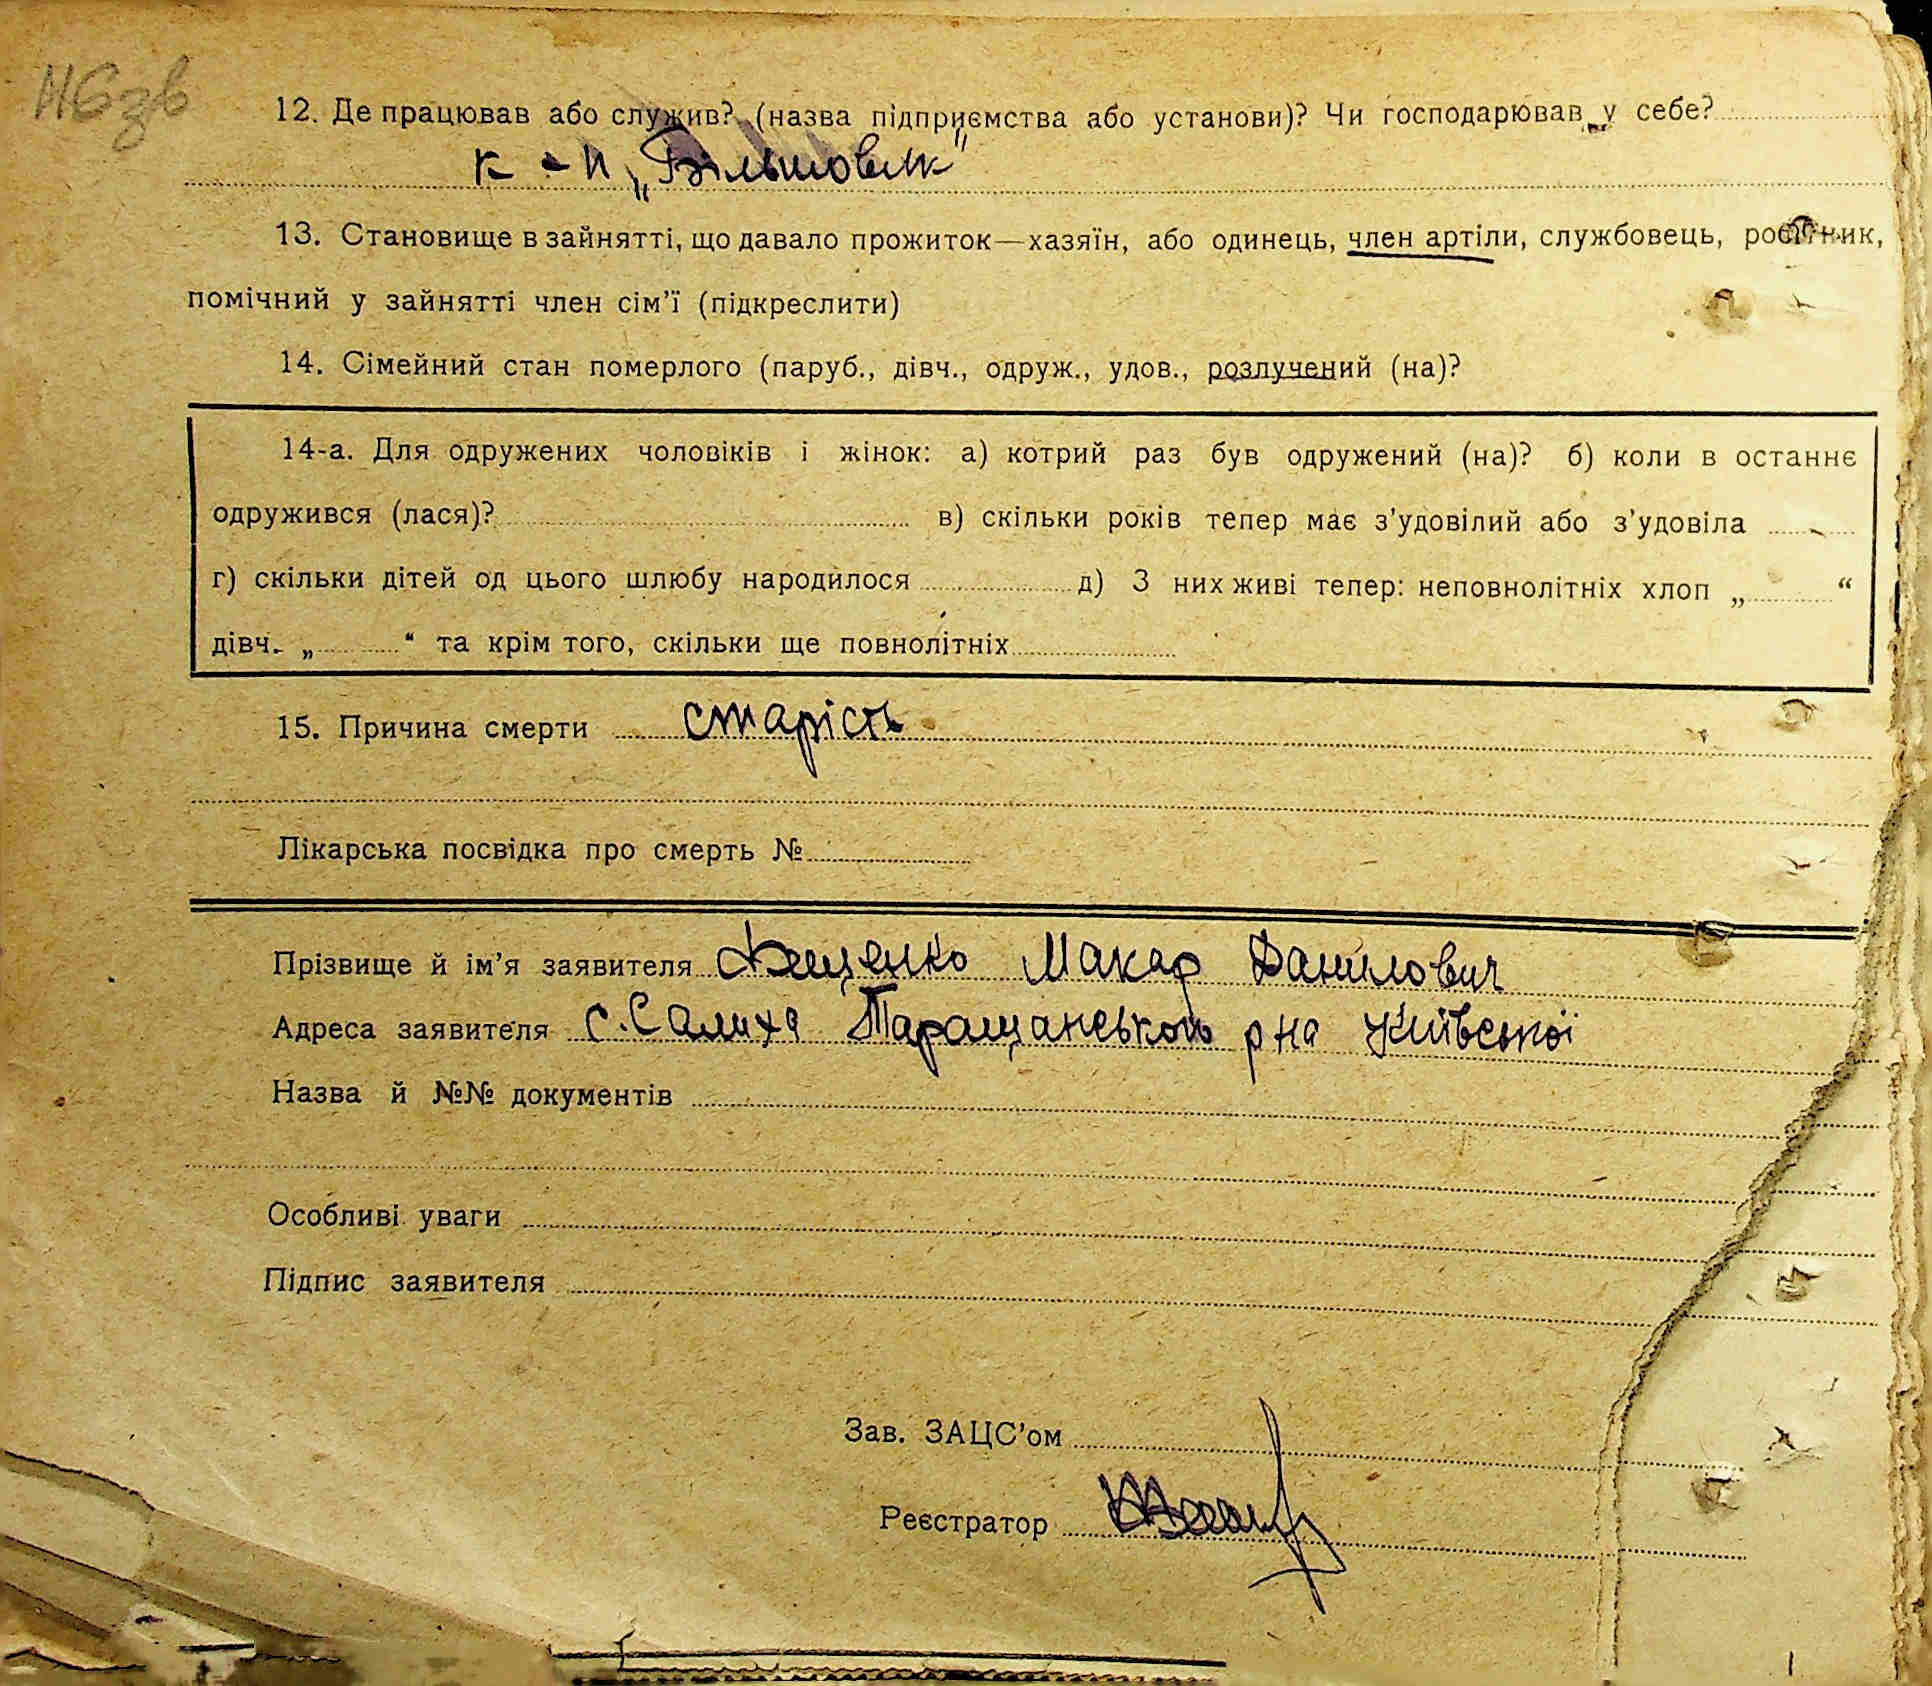 116зв
12. Де працював або служив? (назва підприємства або установи)? Чи господарював у себе?
к-п „Більшовик"
13. Становище в зайнятті, що давало прожиток—хазяїн, або одинець, член артіли, службовець, робітник,
помічний у зайнятті член сім'ї (підкреслити)
14. Сімейний стан померлого (паруб., дівч., одруж., удов., розлучений (на)?
14-а. Для одружених чоловіків і жінок: а) котрий раз був одружений (на)? б) коли в останнє
одружився (лася)? в) скільки років тепер має з'удовілий або з'удовіла
г) скільки дітей од цього шлюбу народилося д) З них живі тепер: неповнолітніх хлоп „ “
дівч. „ “ та крім того, скільки ще повнолітніх
15. Причина смерти старість
Лікарська посвідка про смерть №
Прізвище й ім'я заявителя Макар Данилович
Адреса заявителя с. Салиха Таращанського р на Київської
Назва й №№ документів
Особливі уваги
Підпис заявителя
Зав. ЗАЦС'ом
Реєстратор